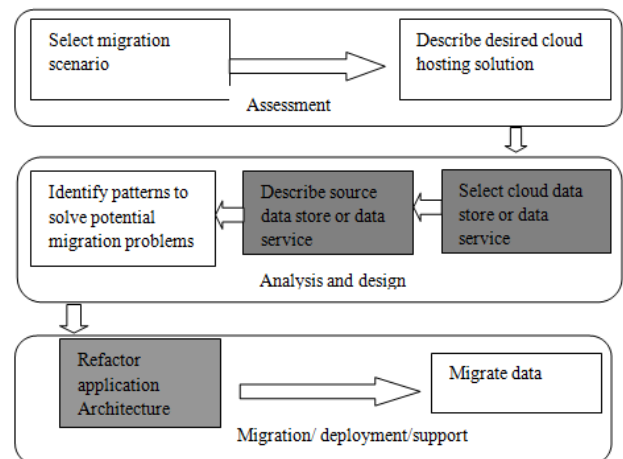 Select migration
scenario
Describe desired cloud
hosting solution
Assessment
Identify patterns to
solve potential
migration problems
Describe source
data store or data
service
Select cloud data
store or data
service
Analysis and design
Refactor
application
Architecture
Migrate data
Migration/ deployment/support